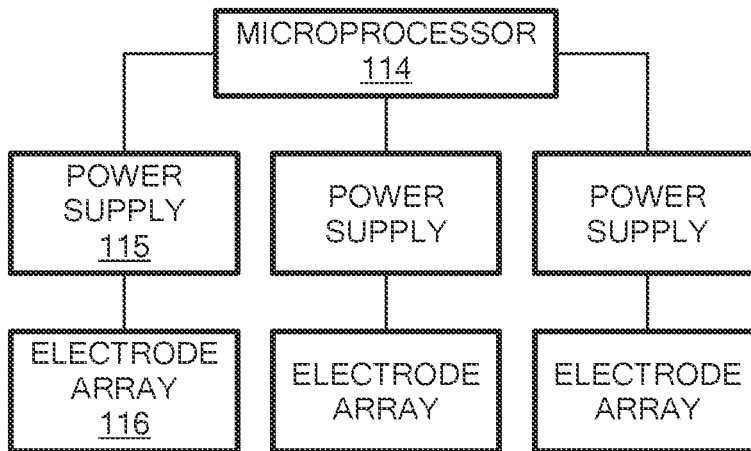 MICROPROCESSOR
114
POWER
SUPPLY
115
POWER
SUPPLY
POWER
SUPPLY
ELECTRODE
ARRAY
116
ELECTRODE
ARRAY
ELECTRODE
ARRAY